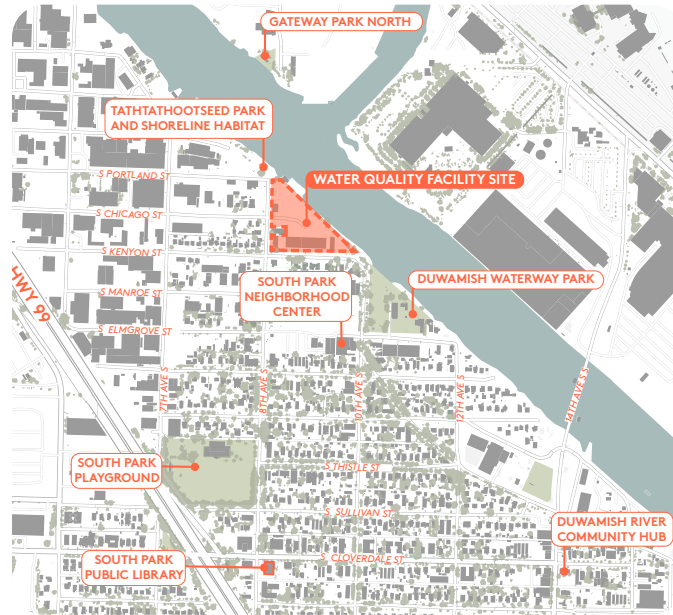 GATEWAY PARK NORTH
TATHTATHOOTSEED PARK
AND SHORELINE HABITAT
S PORTLAND ST
WATER QUALITY FACILITY SITE
S CHICAGO ST
S KENYON ST
HWY 99
S MANROE ST
SOUTH PARK
NEIGHBORHOOD
CENTER
DUWAMISH WATERWAY PARK
S ELMGROVE ST
7TH AVE S
8TH AVE S
10TH AVE S
12TH AVE S
14TH AVE S S
SOUTH PARK
PLAYGROUND
S THISTLE ST
S SULLIVAN ST
DUWAMISH RIVER
COMMUNITY HUB
S CLOVERDALE ST
SOUTH PARK
PUBLIC LIBRARY